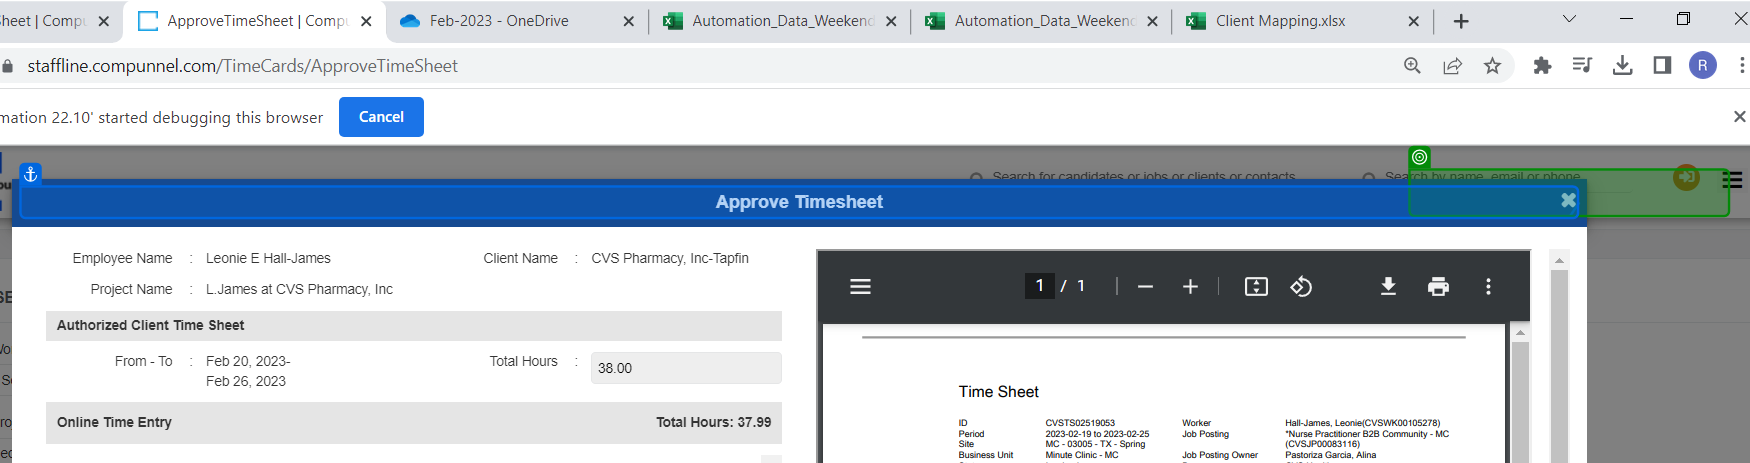 Sheet | Compu
ApproveTimeSheet | Compu
Feb-2023 - OneDrive
Automation_Data_Weekend
Automation_Data_Weekend
Client Mapping.xlsx
staffline.compunnel.com/TimeCards/ApproveTimeSheet
R
mation 22.10' started debugging this browser
Cancel
Search for candidates or jobs or clients or contacts
Search by name, email or phone
Approve Timesheet
Employee Name : Leonie E Hall-James
Client Name : CVS Pharmacy, Inc-Tapfin
Project Name : L.James at CVS Pharmacy, Inc
1 / 1
Authorized Client Time Sheet
From - To : Feb 20, 2023-
Feb 26, 2023
Total Hours : 38.00
Online Time Entry
Total Hours: 37.99
Time Sheet
ID CVSTS02519053 Worker Hall-James, Leonie(CVSWK00105278)
Period 2023-02-19 to 2023-02-25 Job Posting "Nurse Practitioner B2B Community - MC
Site MC - 03005 - TX - Spring (CVSJP00083116)
Business Unit Minute Clinic - MC Job Posting Owner Pastoriza Garcia, Alina